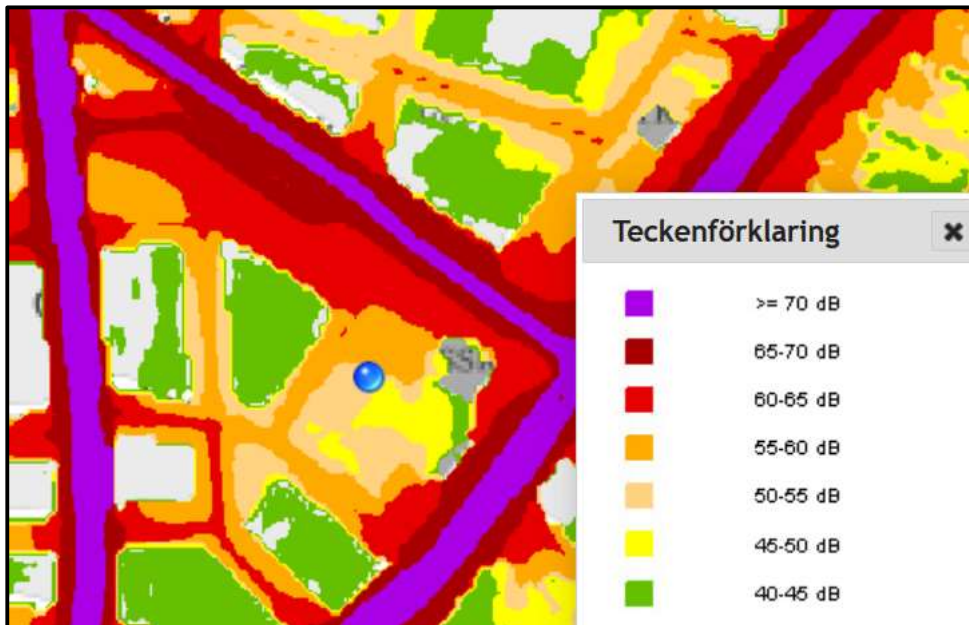 Teckenförklaring
>= 70 dB
65-70 dB
60-65 dB
55-60 dB
50-55 dB
45-50 dB
40-45 dB